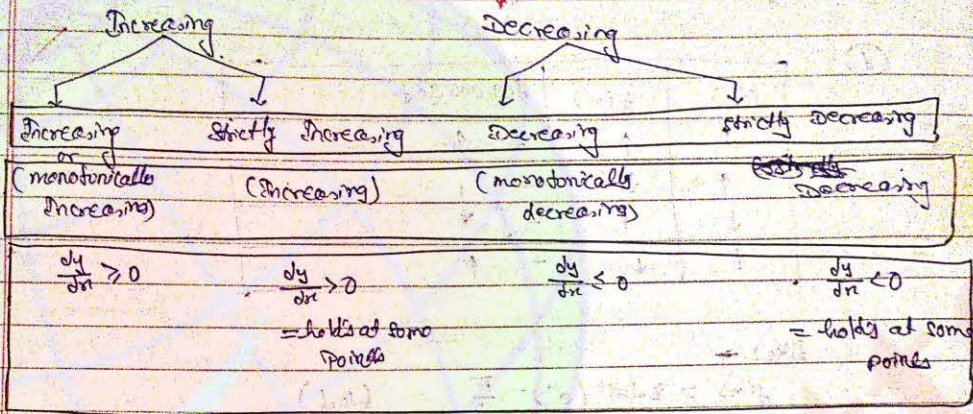 Increasing Decreasing
Increasing Strictly Increasing Decreasing Strictly Decreasing
or
(monotonically (Increasing) (monotonically Decreasing
Increasing) decreasing)
dy/dx ≥ 0 dy/dx > 0 dy/dx ≤ 0 dy/dx < 0
= holds at some = holds at some
points points